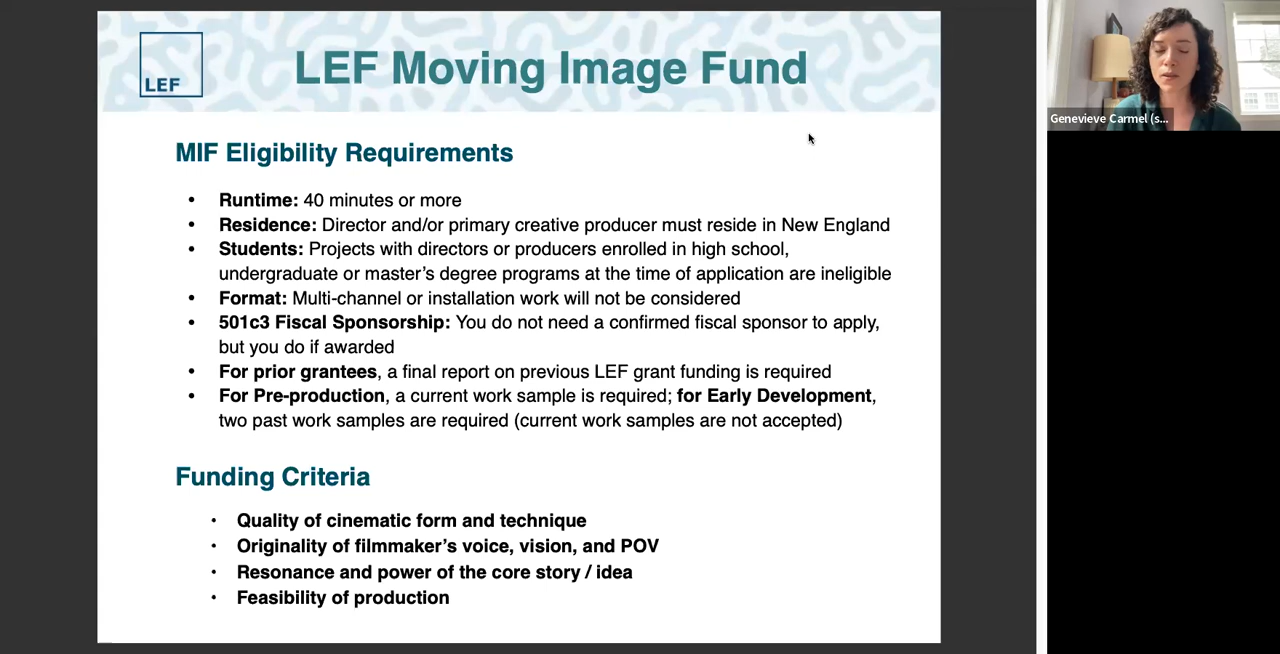 LEF
LEF Moving Image Fund
Genevieve Carmel (s...
MIF Eligibility Requirements
• Runtime: 40 minutes or more
• Residence: Director and/or primary creative producer must reside in New England
• Students: Projects with directors or producers enrolled in high school,
undergraduate or master’s degree programs at the time of application are ineligible
• Format: Multi-channel or installation work will not be considered
• 501c3 Fiscal Sponsorship: You do not need a confirmed fiscal sponsor to apply,
but you do if awarded
• For prior grantees, a final report on previous LEF grant funding is required
• For Pre-production, a current work sample is required; for Early Development,
two past work samples are required (current work samples are not accepted)
Funding Criteria
• Quality of cinematic form and technique
• Originality of filmmaker’s voice, vision, and POV
• Resonance and power of the core story / idea
• Feasibility of production